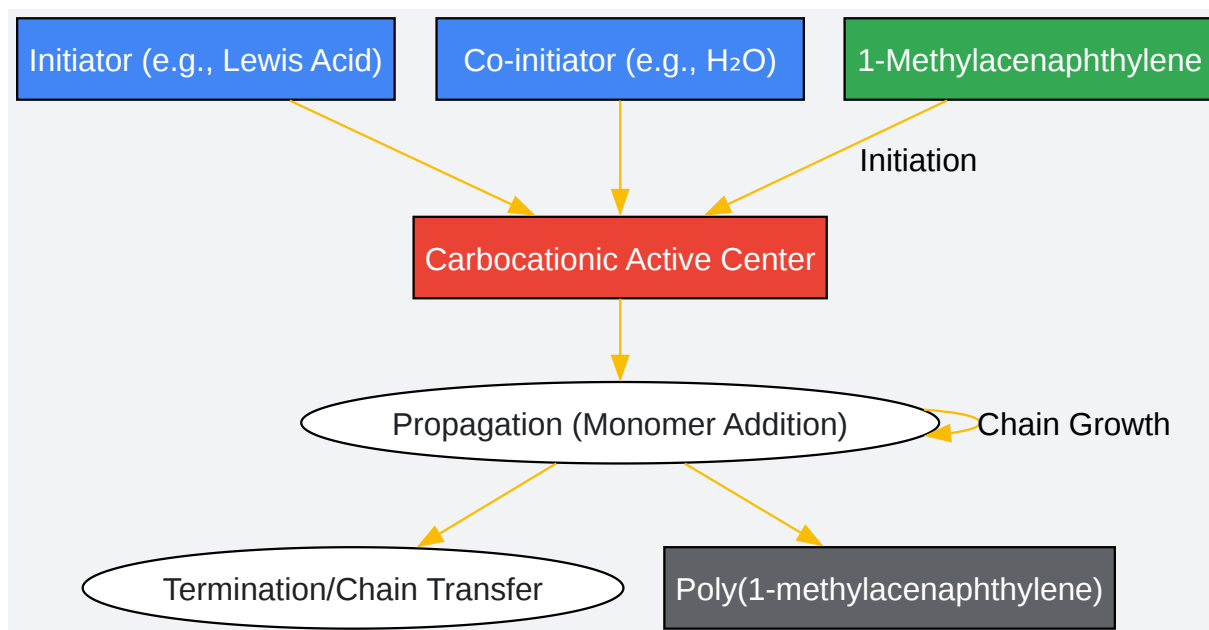 Initiator (e.g., Lewis Acid)
Co-initiator (e.g., H₂O)
1-Methylacenaphthylene
Initiation
Carbocationic Active Center
Propagation (Monomer Addition)
Chain Growth
Termination/Chain Transfer
Poly(1-methylacenaphthylene)